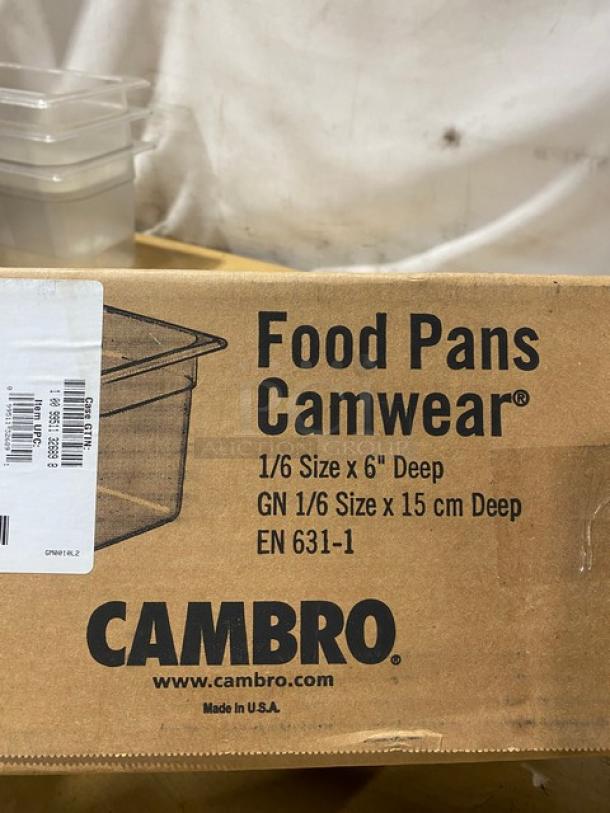 Food Pans
Camwear®
1/6 Size x 6" Deep
GN 1/6 Size x 15 cm Deep
EN 631-1
CAMBRO®
www.cambro.com
Made in U.S.A.
Case GTIN:
Item UPC:
GM0010L2